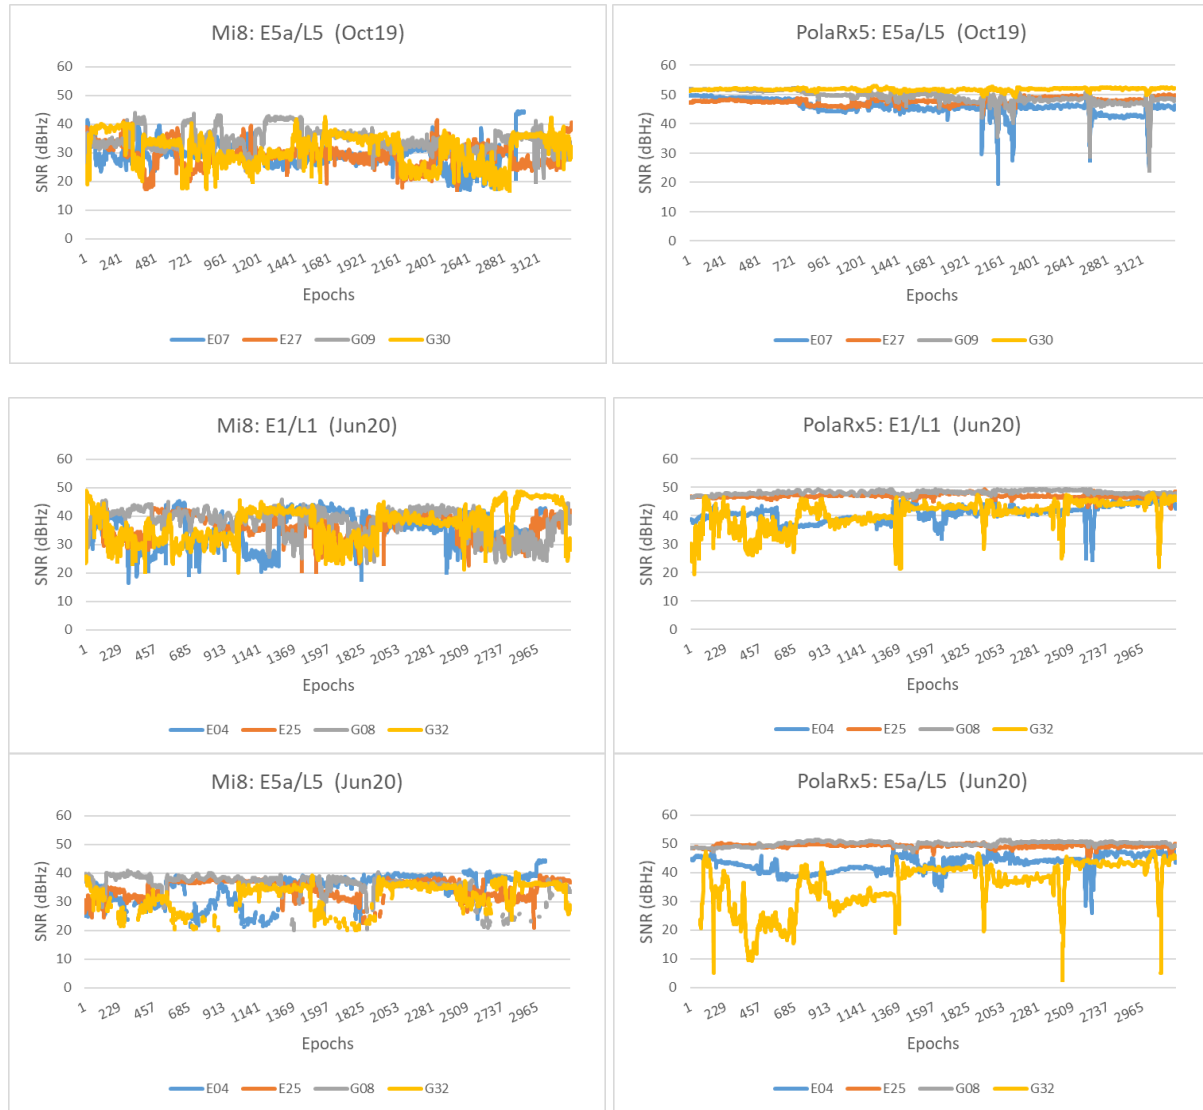 Mi8: E5a/L5 (Oct19)
SNR (dBHz)
60
50
40
30
20
10
0
1 241 481 721 961 1201 1441 1681 1921 2161 2401 2641 2881 3121
Epochs
E07 E27 G09 G30
PolaRx5: E5a/L5 (Oct19)
SNR (dBHz)
60
50
40
30
20
10
0
1 241 481 721 961 1201 1441 1681 1921 2161 2401 2641 2881 3121
Epochs
E07 E27 G09 G30
Mi8: E1/L1 (Jun20)
SNR (dBHz)
60
50
40
30
20
10
0
1 229 457 685 913 1141 1369 1597 1825 2053 2281 2509 2737 2965
Epochs
E04 E25 G08 G32
PolaRx5: E1/L1 (Jun20)
SNR (dBHz)
60
50
40
30
20
10
0
1 229 457 685 913 1141 1369 1597 1825 2053 2281 2509 2737 2965
Epochs
E04 E25 G08 G32
Mi8: E5a/L5 (Jun20)
SNR (dBHz)
60
50
40
30
20
10
0
1 229 457 685 913 1141 1369 1597 1825 2053 2281 2509 2737 2965
Epochs
E04 E25 G08 G32
PolaRx5: E5a/L5 (Jun20)
SNR (dBHz)
60
50
40
30
20
10
0
1 229 457 685 913 1141 1369 1597 1825 2053 2281 2509 2737 2965
Epochs
E04 E25 G08 G32